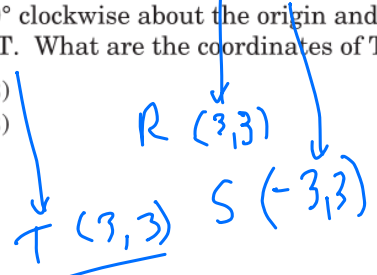 ° clockwise about the origin and
T. What are the coordinates of T
)
)
R (3,3)
S (-3,3)
T (3,3)